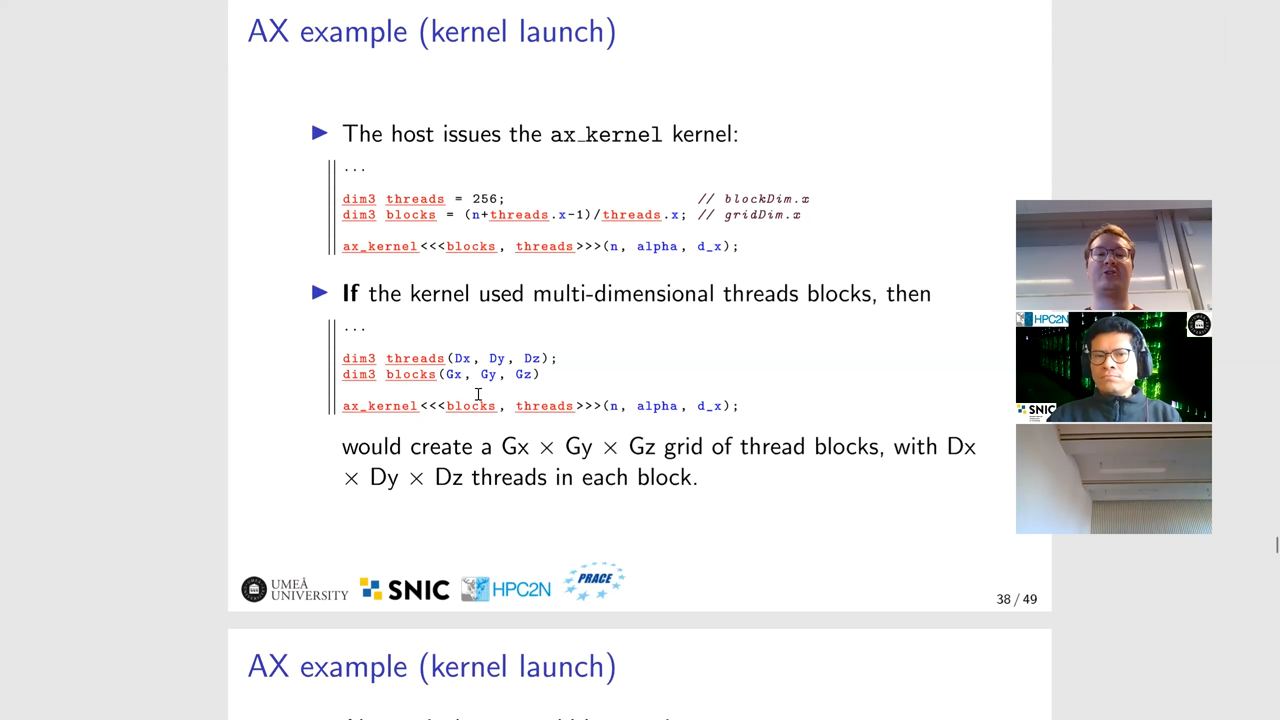 AX example (kernel launch)
▶ The host issues the ax_kernel kernel:
...
dim3 threads = 256; // blockDim.x
dim3 blocks = (n+threads.x-1)/threads.x; // gridDim.x
ax_kernel<<<blocks, threads>>>(n, alpha, d_x);
▶ If the kernel used multi-dimensional threads blocks, then
...
dim3 threads(Dx, Dy, Dz);
dim3 blocks(Gx, Gy, Gz)
ax_kernel<<<blocks, threads>>>(n, alpha, d_x);
would create a Gx × Gy × Gz grid of thread blocks, with Dx
× Dy × Dz threads in each block.
UMEÅ
UNIVERSITY
SNIC
HPC2N
PRACE
38 / 49
HPC2N
SNIC
AX example (kernel launch)